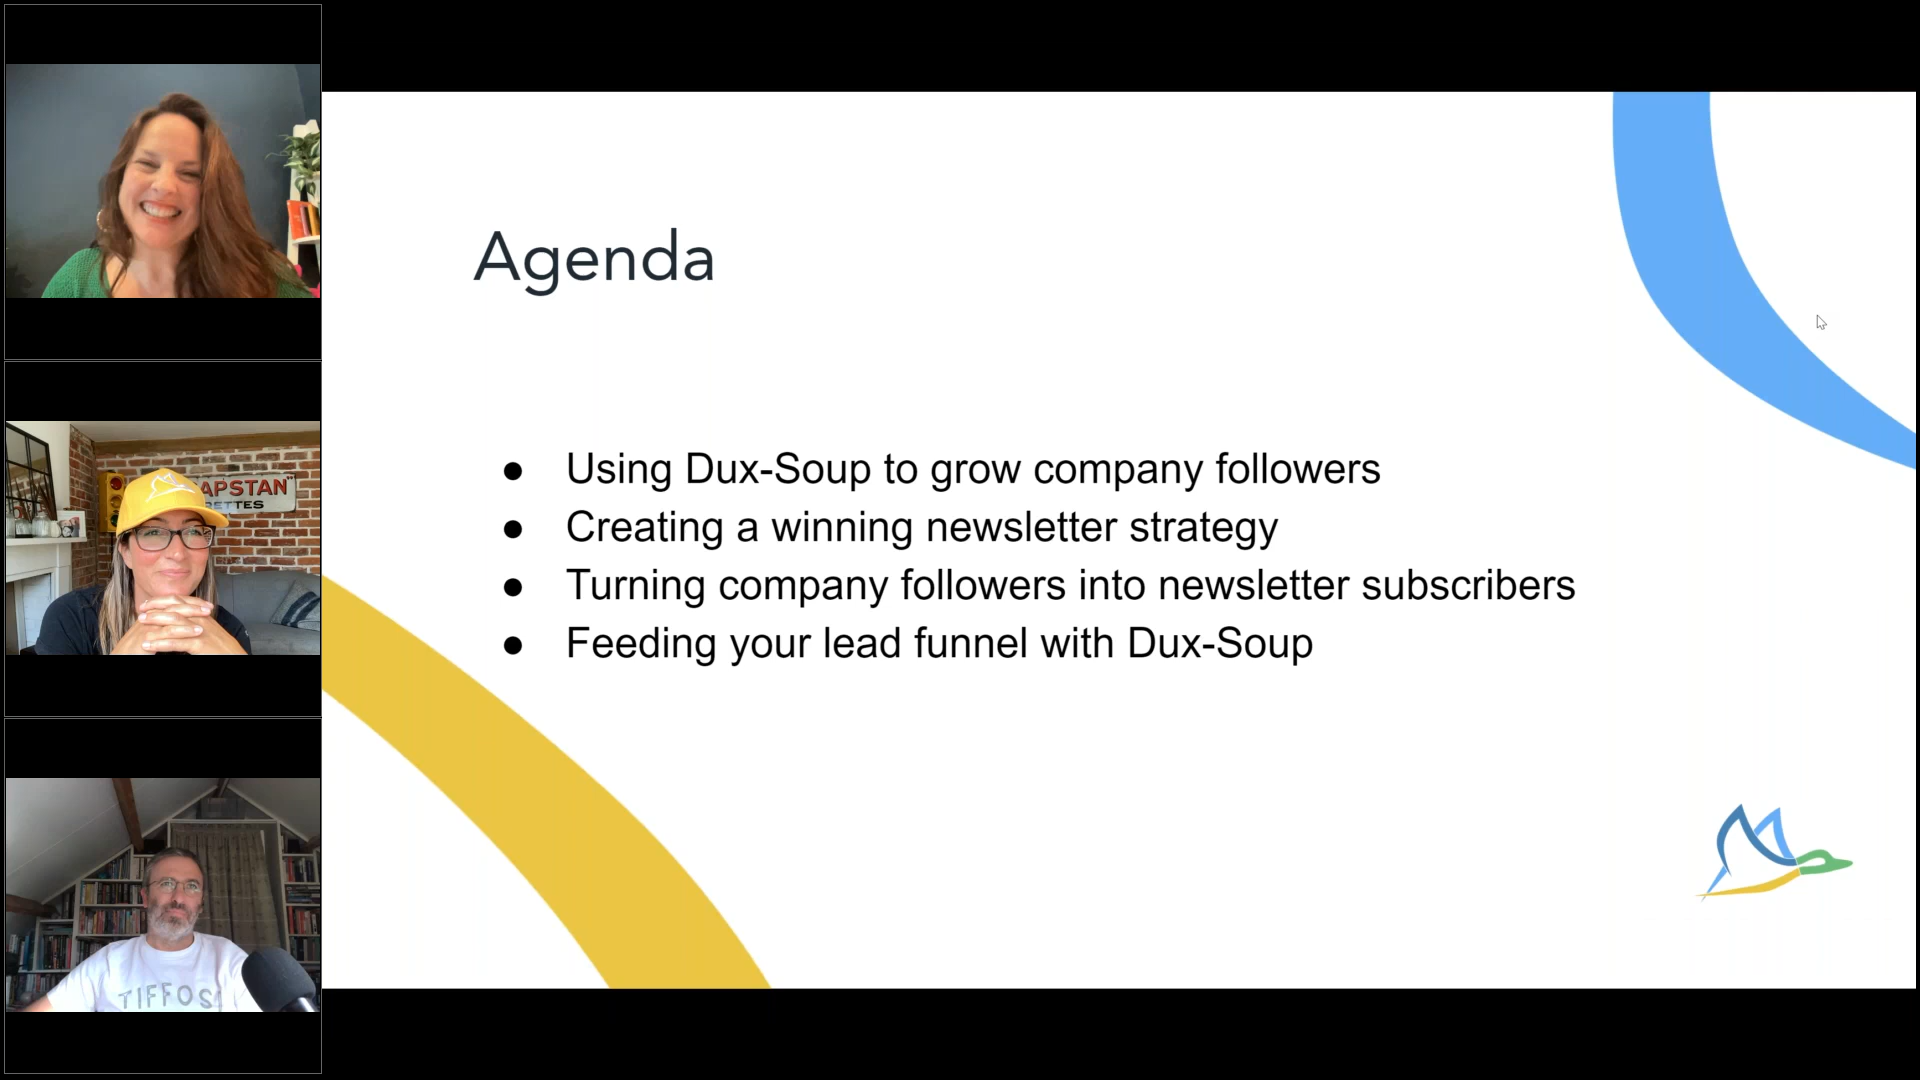 Agenda
● Using Dux-Soup to grow company followers
● Creating a winning newsletter strategy
● Turning company followers into newsletter subscribers
● Feeding your lead funnel with Dux-Soup
APSTAN"
ETTES
TIFFOSI